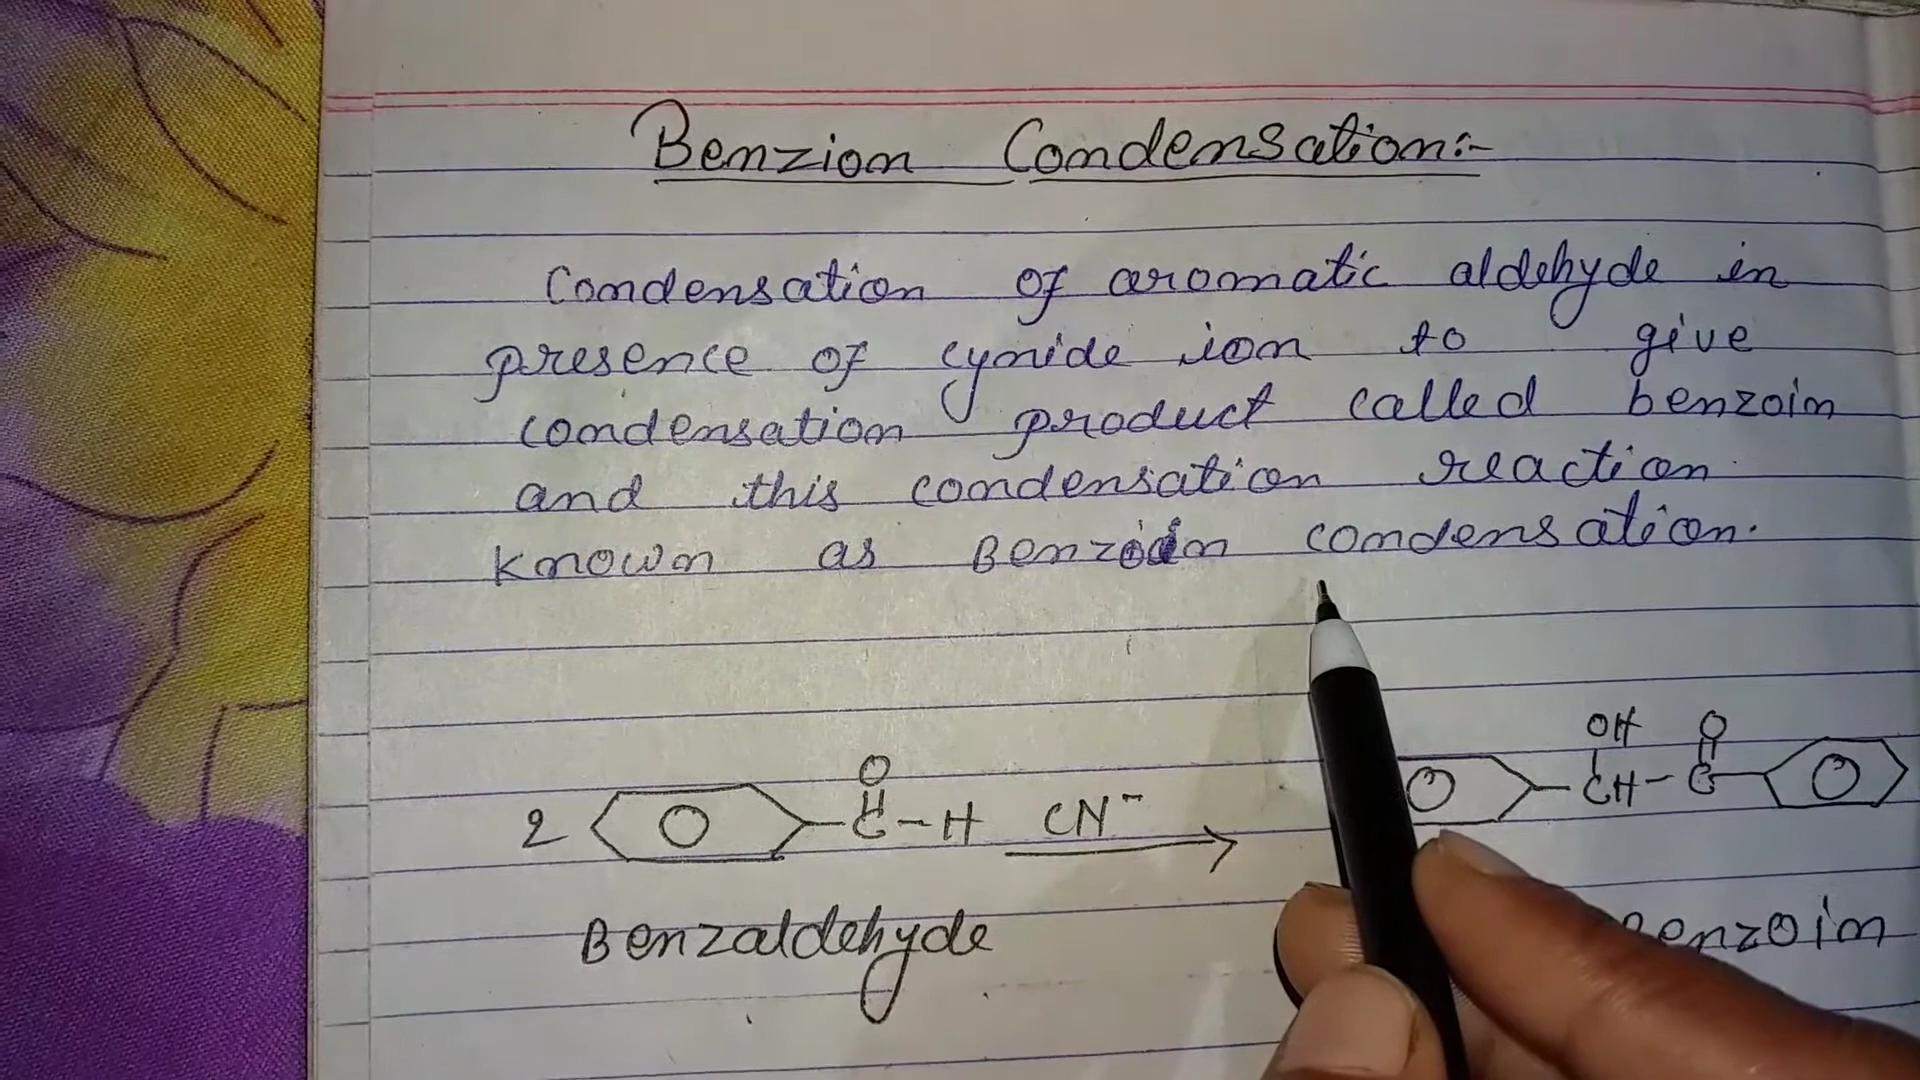 Benzion Condensation:-
Condensation of aromatic aldehyde in
presence of cynide ion to give
condensation product called benzoin
and this condensation reaction
known as Benzoin condensation.
OH O
O
2 C-H CN⁻ → CH-C
Benzaldehyde enzoin